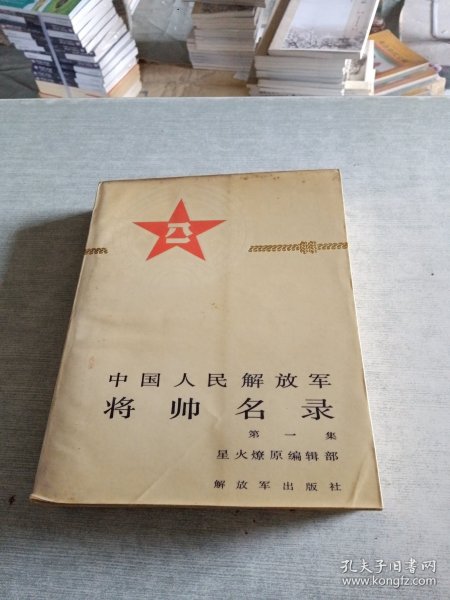 八一
中国人民解放军
将帅名录
第一集
星火燎原编辑部
解放军出版社
孔夫子旧书网
www.kongfz.com